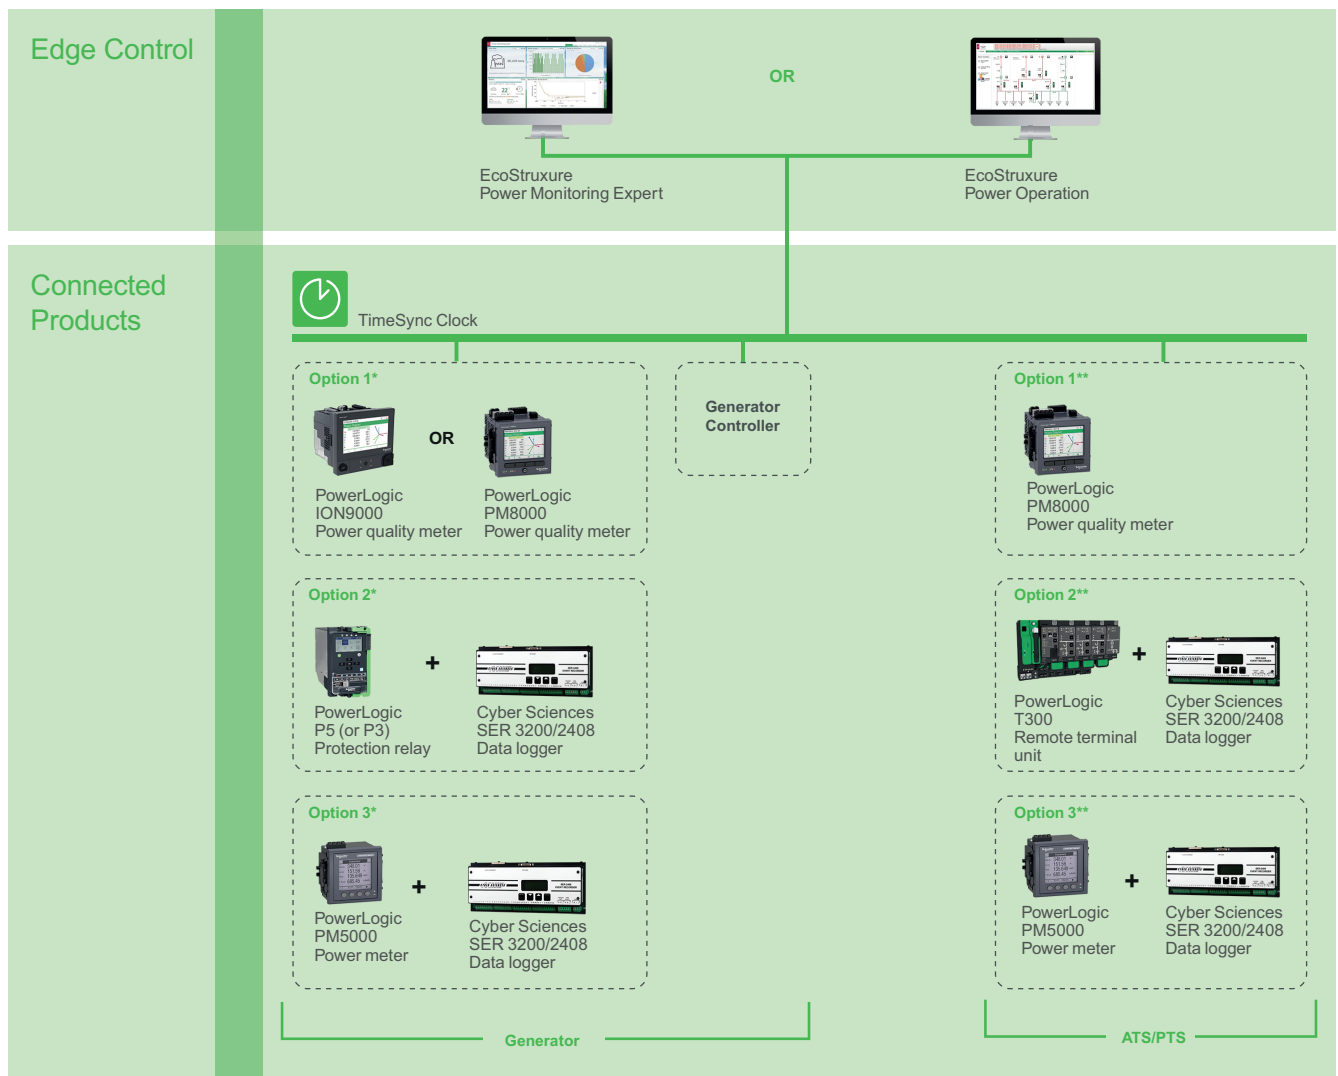 Edge Control
OR
EcoStruxure
Power Monitoring Expert
EcoStruxure
Power Operation
Connected
Products
TimeSync Clock
Option 1*
OR
PowerLogic
ION9000
Power quality meter
PowerLogic
PM8000
Power quality meter
Generator
Controller
Option 1**
PowerLogic
PM8000
Power quality meter
Option 2*
+
PowerLogic
P5 (or P3)
Protection relay
Cyber Sciences
SER 3200/2408
Data logger
Option 2**
+
PowerLogic
T300
Remote terminal
unit
Cyber Sciences
SER 3200/2408
Data logger
Option 3*
+
PowerLogic
PM5000
Power meter
Cyber Sciences
SER 3200/2408
Data logger
Option 3**
+
PowerLogic
PM5000
Power meter
Cyber Sciences
SER 3200/2408
Data logger
Generator
ATS/PTS